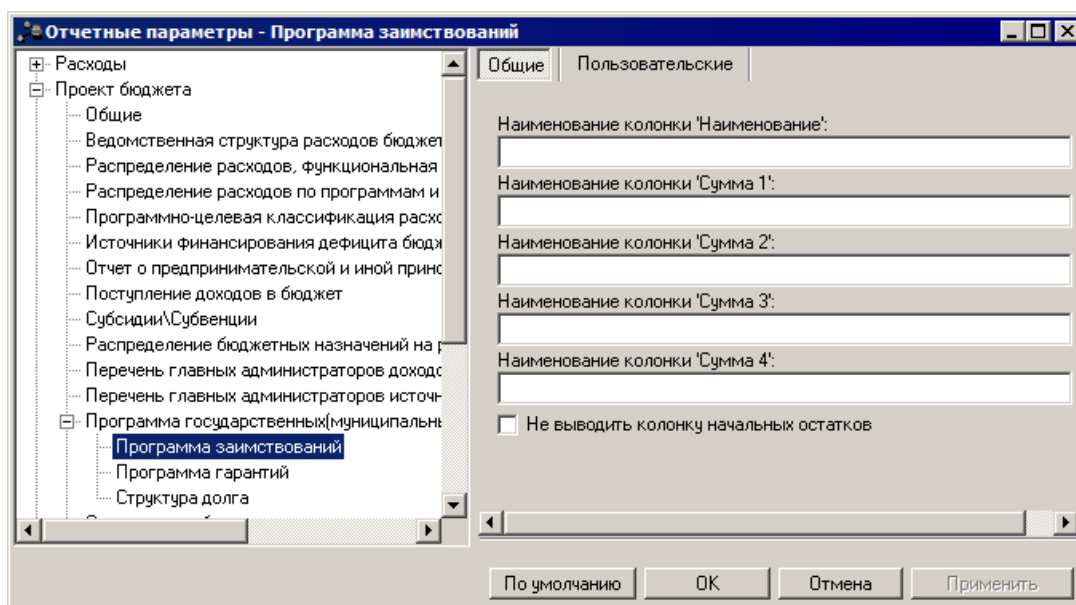 Отчетные параметры - Программа заимствований
Расходы
Проект бюджета
Общие
Ведомственная структура расходов бюджет
Распределение расходов, функциональная
Распределение расходов по программам и
Программно-целевая классификация расхо
Источники финансирования дефицита бюдж
Отчет о предпринимательской и иной принс
Поступление доходов в бюджет
Субсидии\Субвенции
Распределение бюджетных назначений на р
Перечень главных администраторов доходо
Перечень главных администраторов источн
Программа государственных(муниципальны
Программа заимствований
Программа гарантий
Структура долга
Общие Пользовательские
Наименование колонки 'Наименование':
Наименование колонки 'Сумма 1':
Наименование колонки 'Сумма 2':
Наименование колонки 'Сумма 3':
Наименование колонки 'Сумма 4':
Не выводить колонку начальных остатков
По умолчанию OK Отмена Применить